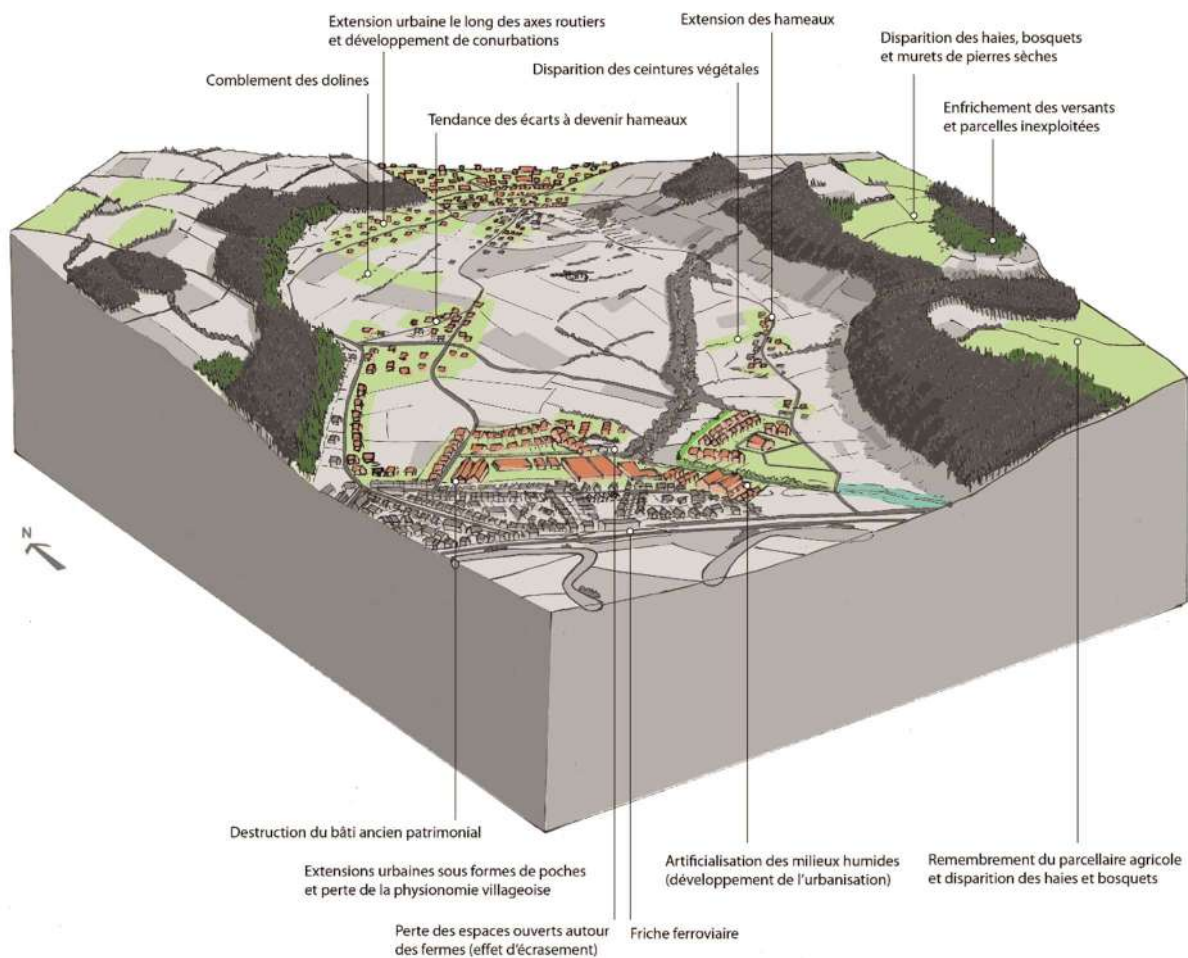 Extension urbaine le long des axes routiers
et développement de conurbations
Extension des hameaux
Disparition des haies, bosquets
et murets de pierres sèches
Comblement des dolines
Disparition des ceintures végétales
Tendance des écarts à devenir hameaux
Enfrichement des versants
et parcelles inexploitées
N
Destruction du bâti ancien patrimonial
Extensions urbaines sous formes de poches
et perte de la physionomie villageoise
Artificialisation des milieux humides
(développement de l'urbanisation)
Remembrement du parcellaire agricole
et disparition des haies et bosquets
Perte des espaces ouverts autour
des fermes (effet d'écrasement)
Friche ferroviaire